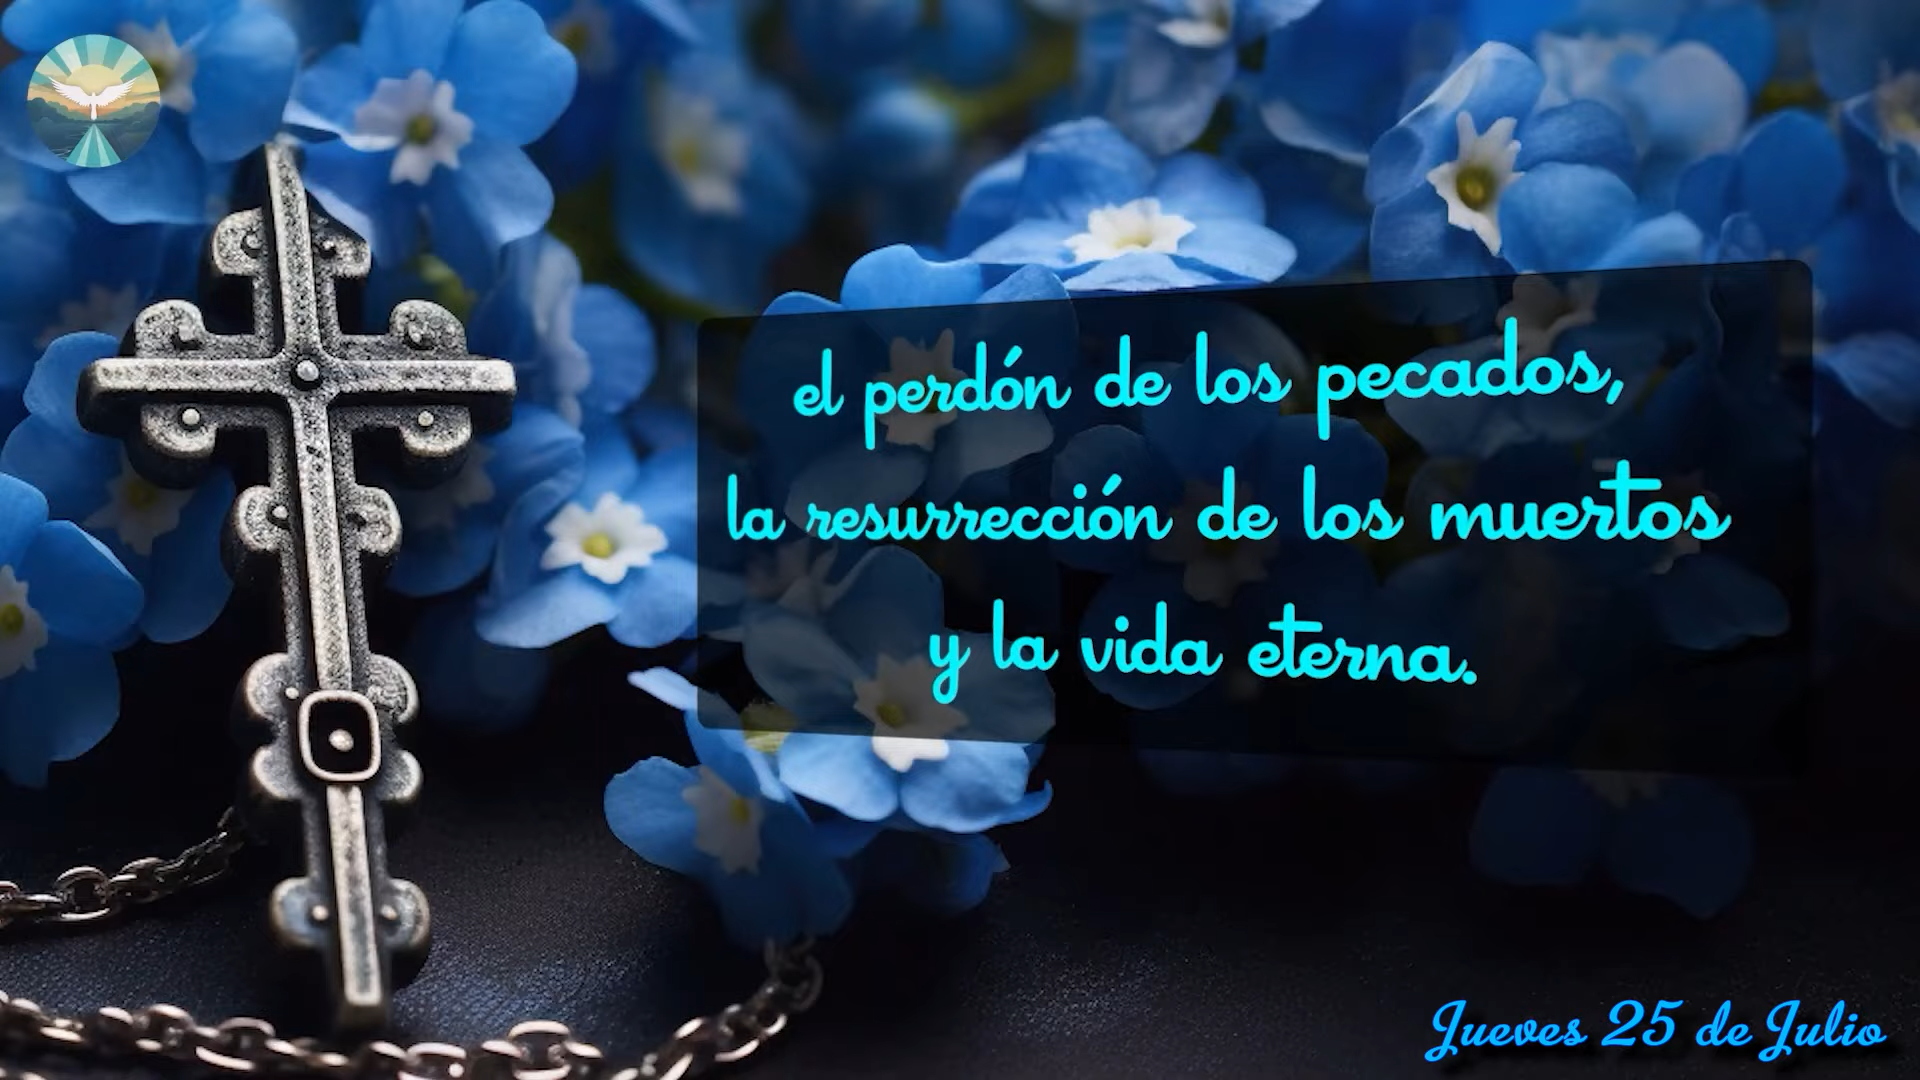 el perdón de los pecados,
la resurrección de los muertos
y la vida eterna.
Jueves 25 de Julio